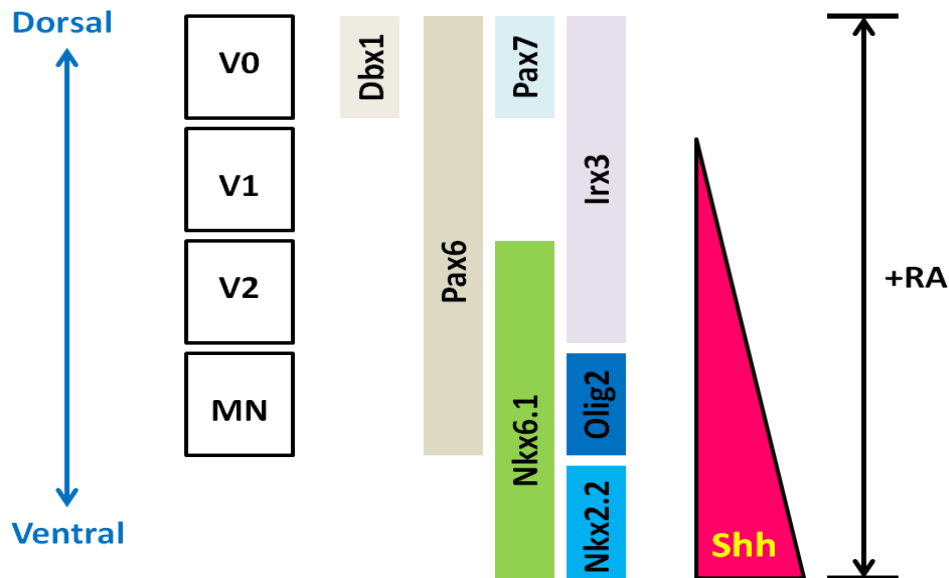 Dorsal
Ventral
V0
V1
V2
MN
Dbx1
Pax6
Pax7
Nkx6.1
Irx3
Olig2
Nkx2.2
Shh
+RA